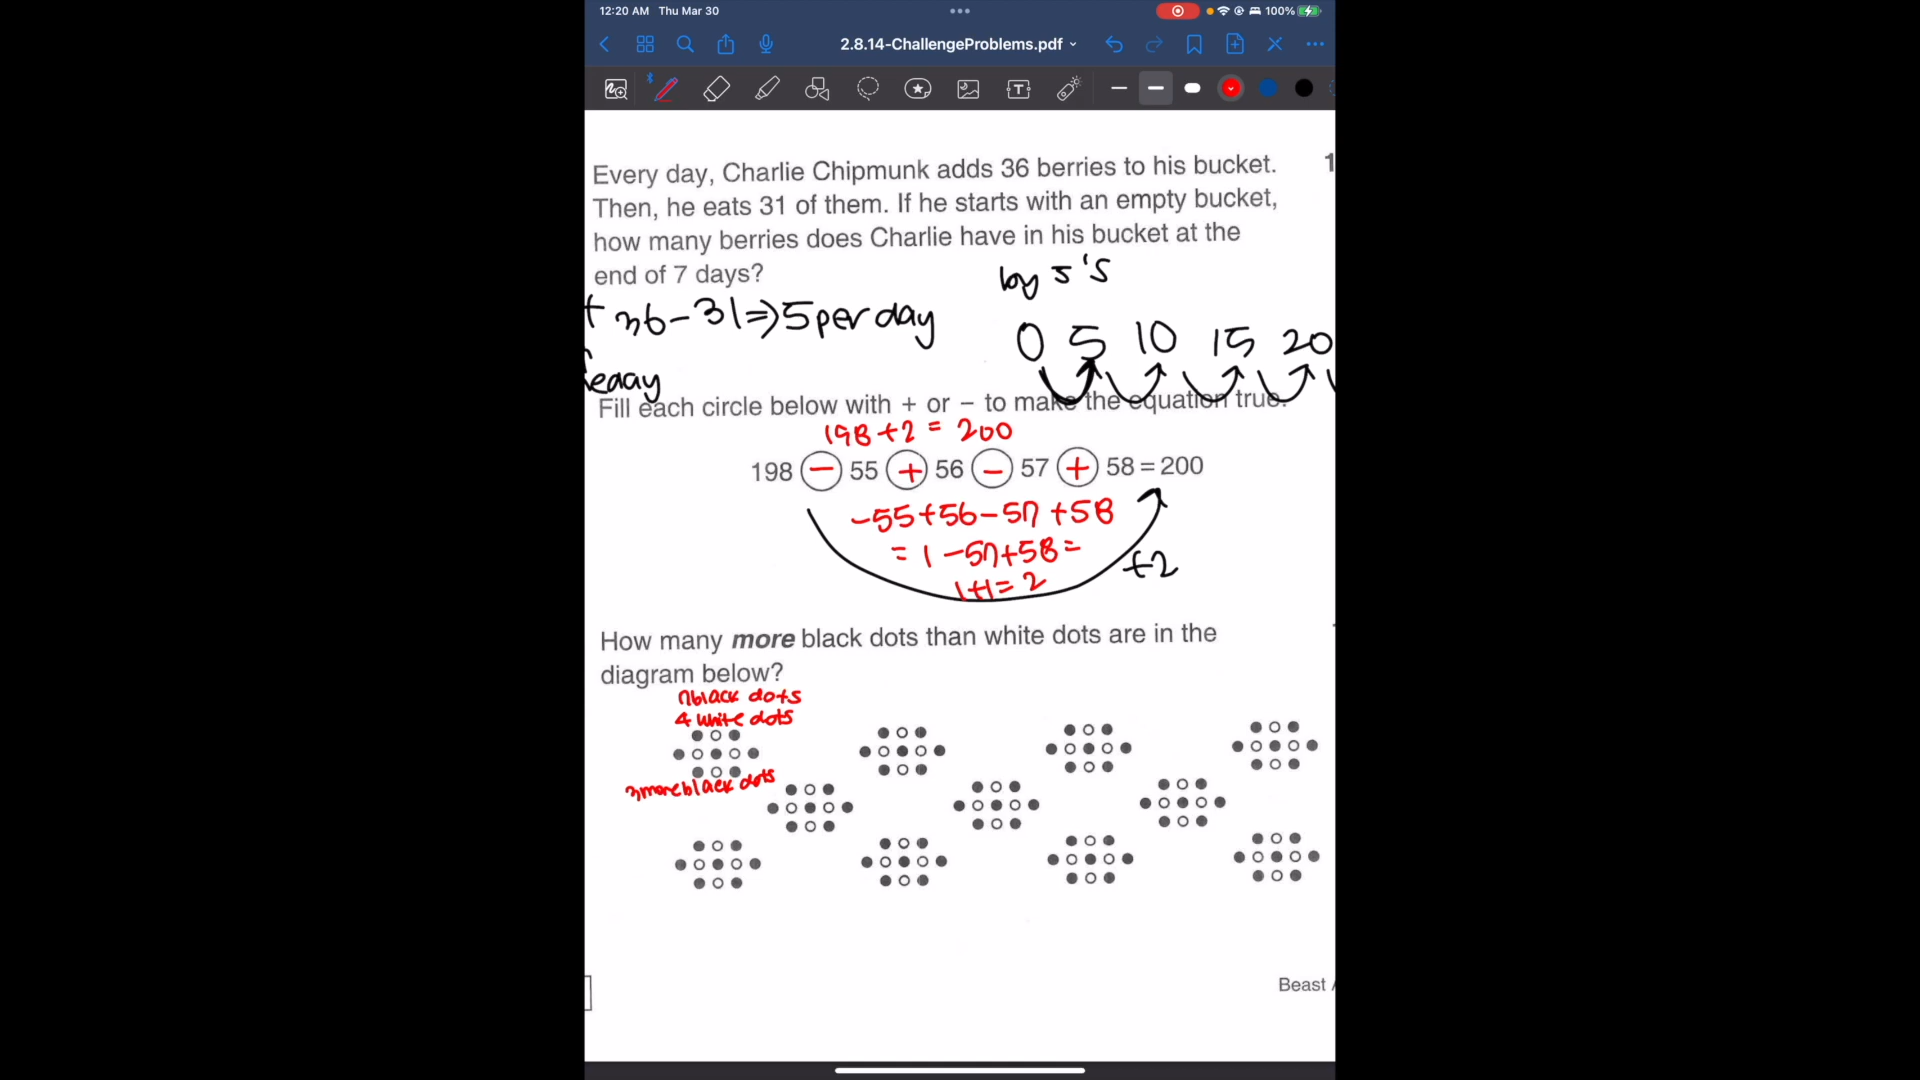 12:20 AM Thu Mar 30
100%
2.8.14-ChallengeProblems.pdf
T
Every day, Charlie Chipmunk adds 36 berries to his bucket.
Then, he eats 31 of them. If he starts with an empty bucket,
how many berries does Charlie have in his bucket at the
end of 7 days?
by 5's
+ 36-31=>5 per day
0 5 10 15 20
Fill each circle below with + or − to make the equation true.
198 +2 = 200
198 − 55 + 56 − 57 + 58 = 200
-55+56-57+58
= 1 -57+58=
1+1= 2
+2
How many more black dots than white dots are in the
diagram below?
7black dots
4 white dots
3 more black dots
Beast